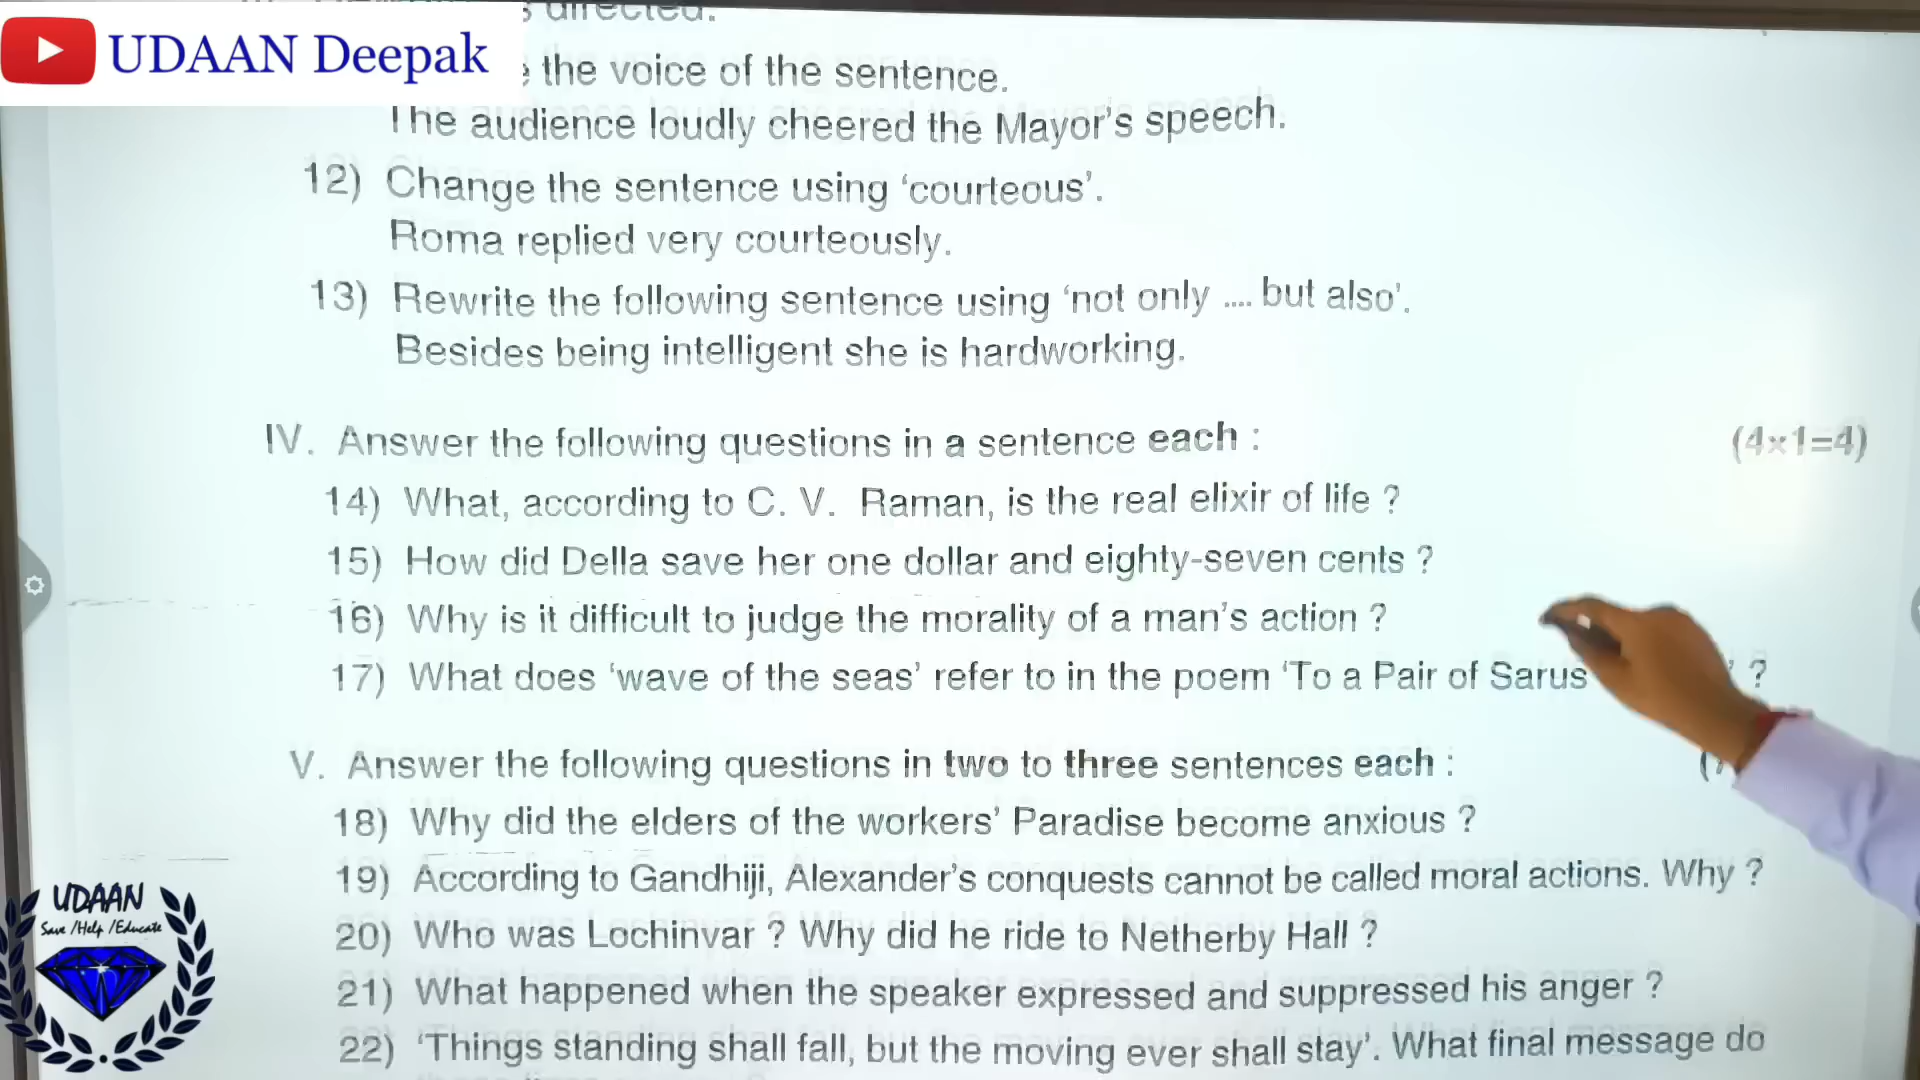 s affected.
UDAAN Deepak
the voice of the sentence.
The audience loudly cheered the Mayor's speech.
12) Change the sentence using 'courteous'.
Roma replied very courteously.
13) Rewrite the following sentence using 'not only .... but also'.
Besides being intelligent she is hardworking.
IV. Answer the following questions in a sentence each : (4×1=4)
14) What, according to C. V. Raman, is the real elixir of life ?
15) How did Della save her one dollar and eighty-seven cents ?
16) Why is it difficult to judge the morality of a man's action ?
17) What does 'wave of the seas' refer to in the poem 'To a Pair of Sarus ' ?
V. Answer the following questions in two to three sentences each :
18) Why did the elders of the workers' Paradise become anxious ?
19) According to Gandhiji, Alexander's conquests cannot be called moral actions. Why ?
20) Who was Lochinvar ? Why did he ride to Netherby Hall ?
21) What happened when the speaker expressed and suppressed his anger ?
22) 'Things standing shall fall, but the moving ever shall stay'. What final message do
UDAAN
Save /Help /Educate